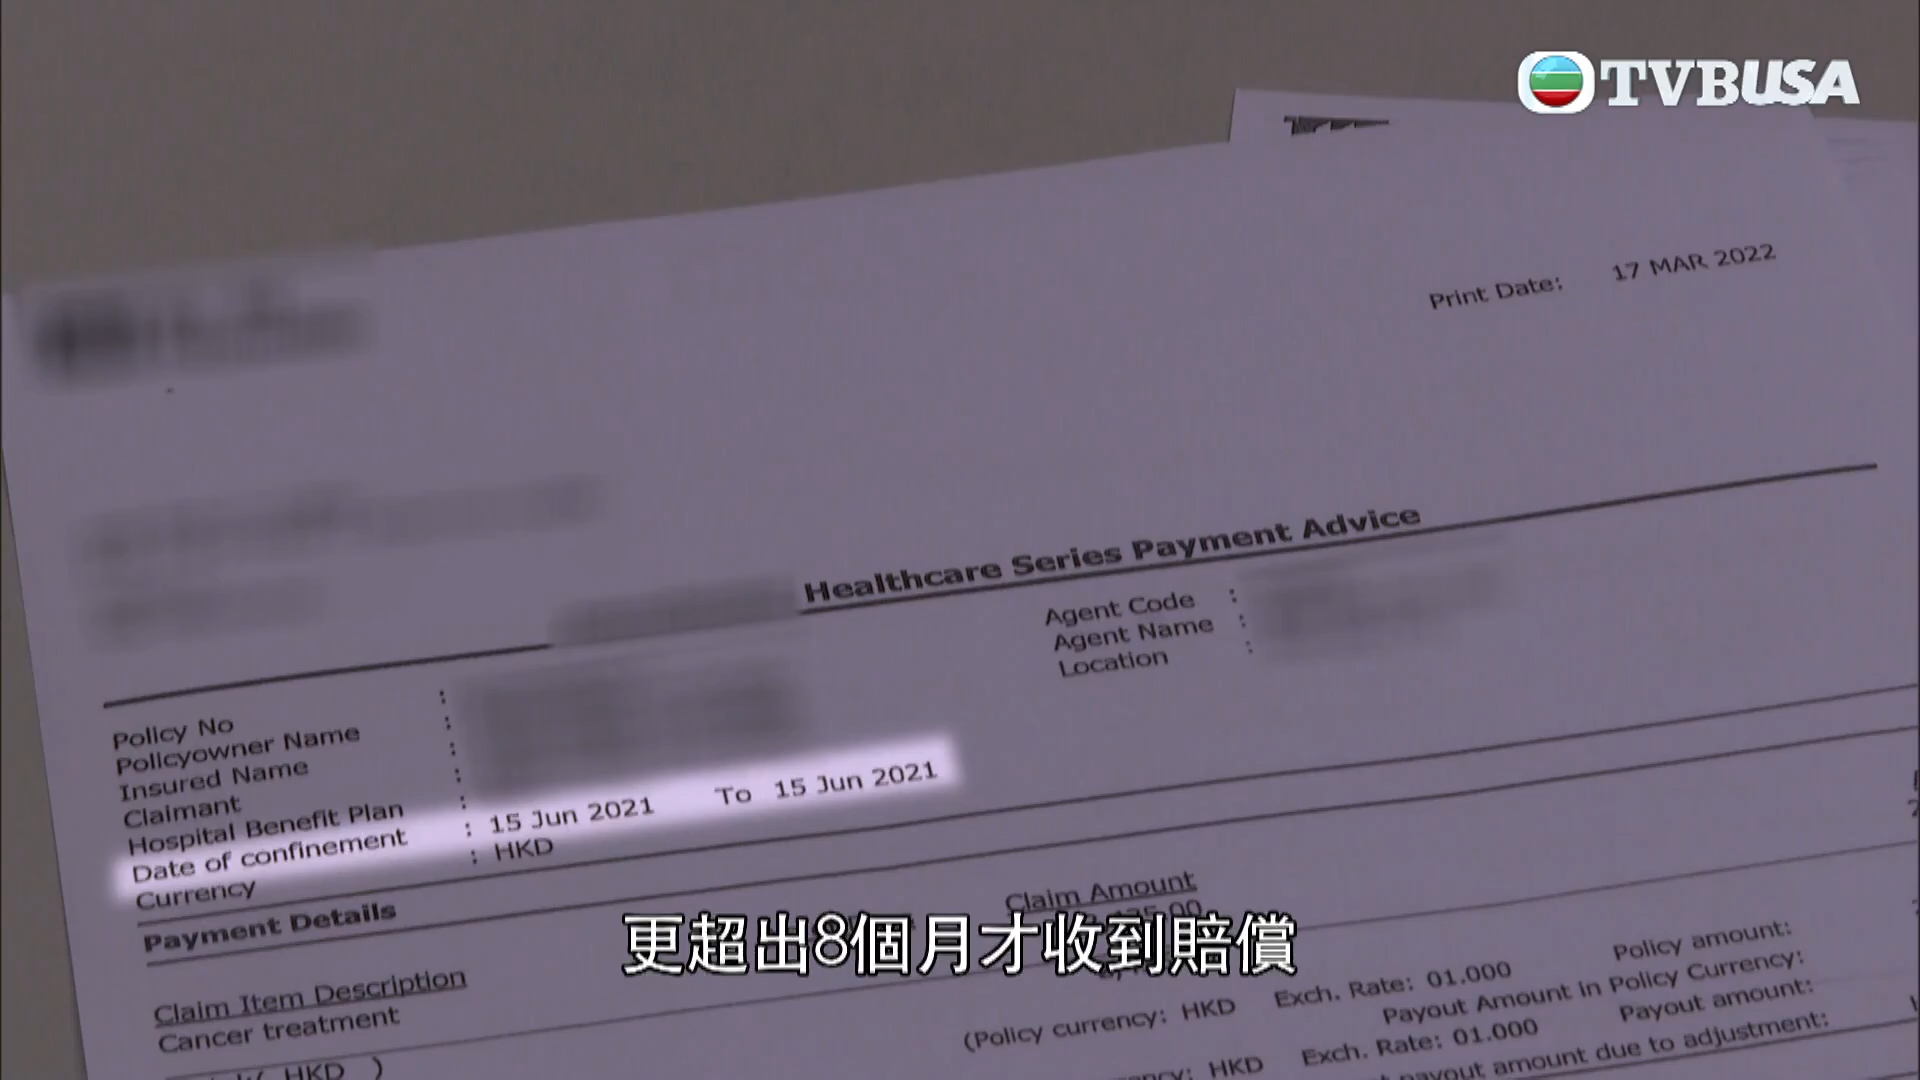 TVBUSA
Print Date: 17 MAR 2022
Healthcare Series Payment Advice
Agent Code :
Agent Name :
Location :
Policy No :
Policyowner Name :
Insured Name :
Claimant :
Hospital Benefit Plan :
Date of confinement : 15 Jun 2021 To 15 Jun 2021
Currency : HKD
Payment Details
Claim Item Description Claim Amount
Cancer treatment
Policy amount:
(Policy currency: HKD Exch. Rate: 01.000
Payout Amount in Policy Currency:
Payout amount:
HKD Exch. Rate: 01.000
payout amount due to adjustment:
HKD )
更超出8個月才收到賠償